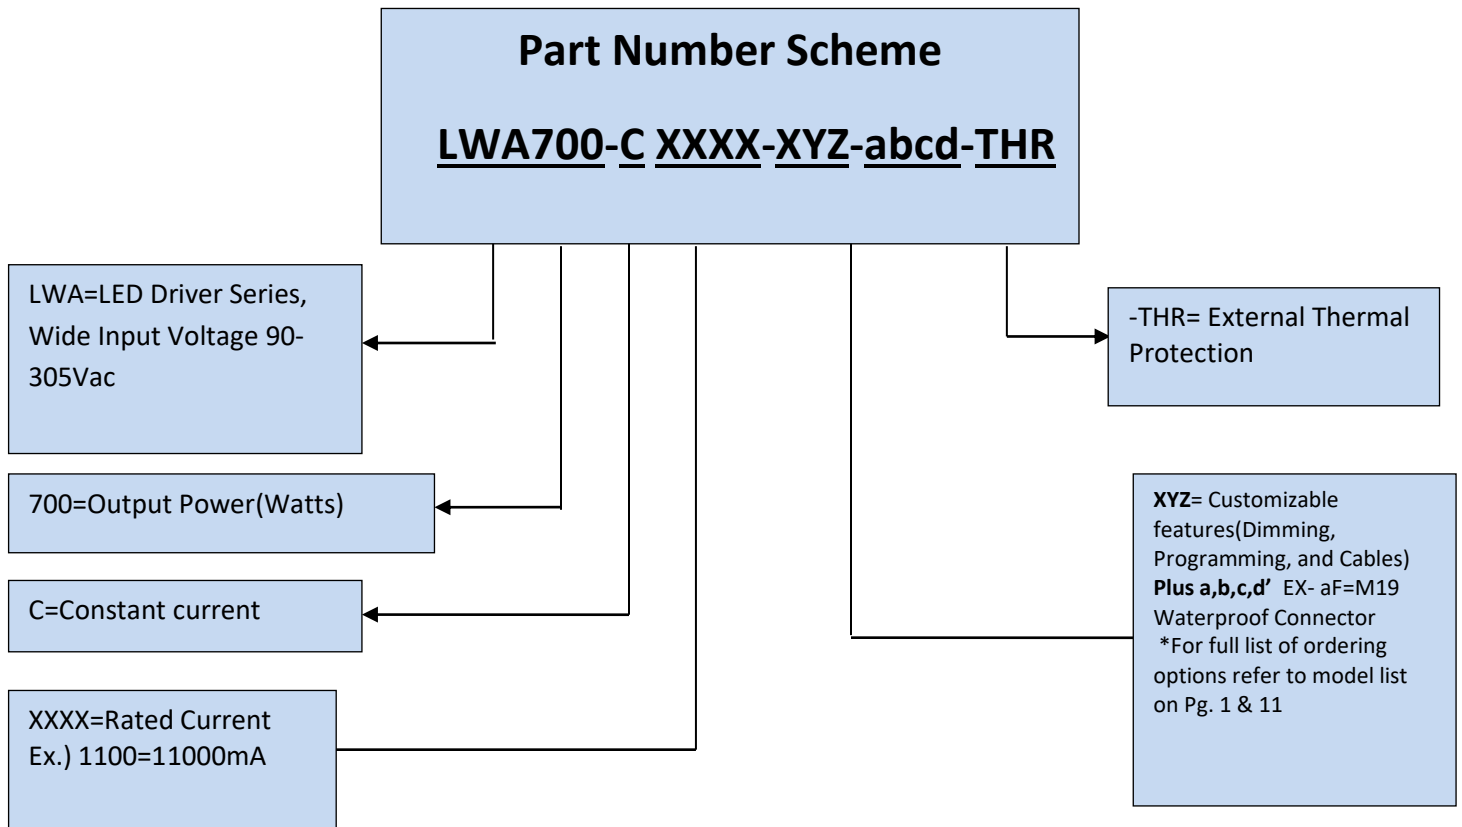 Part Number Scheme
LWA700-C XXXX-XYZ-abcd-THR
LWA=LED Driver Series,
Wide Input Voltage 90-
305Vac
-THR= External Thermal
Protection
700=Output Power(Watts)
C=Constant current
XXXX=Rated Current
Ex.) 1100=11000mA
XYZ= Customizable
features(Dimming,
Programming, and Cables)
Plus a,b,c,d’ EX- aF=M19
Waterproof Connector
*For full list of ordering
options refer to model list
on Pg. 1 & 11